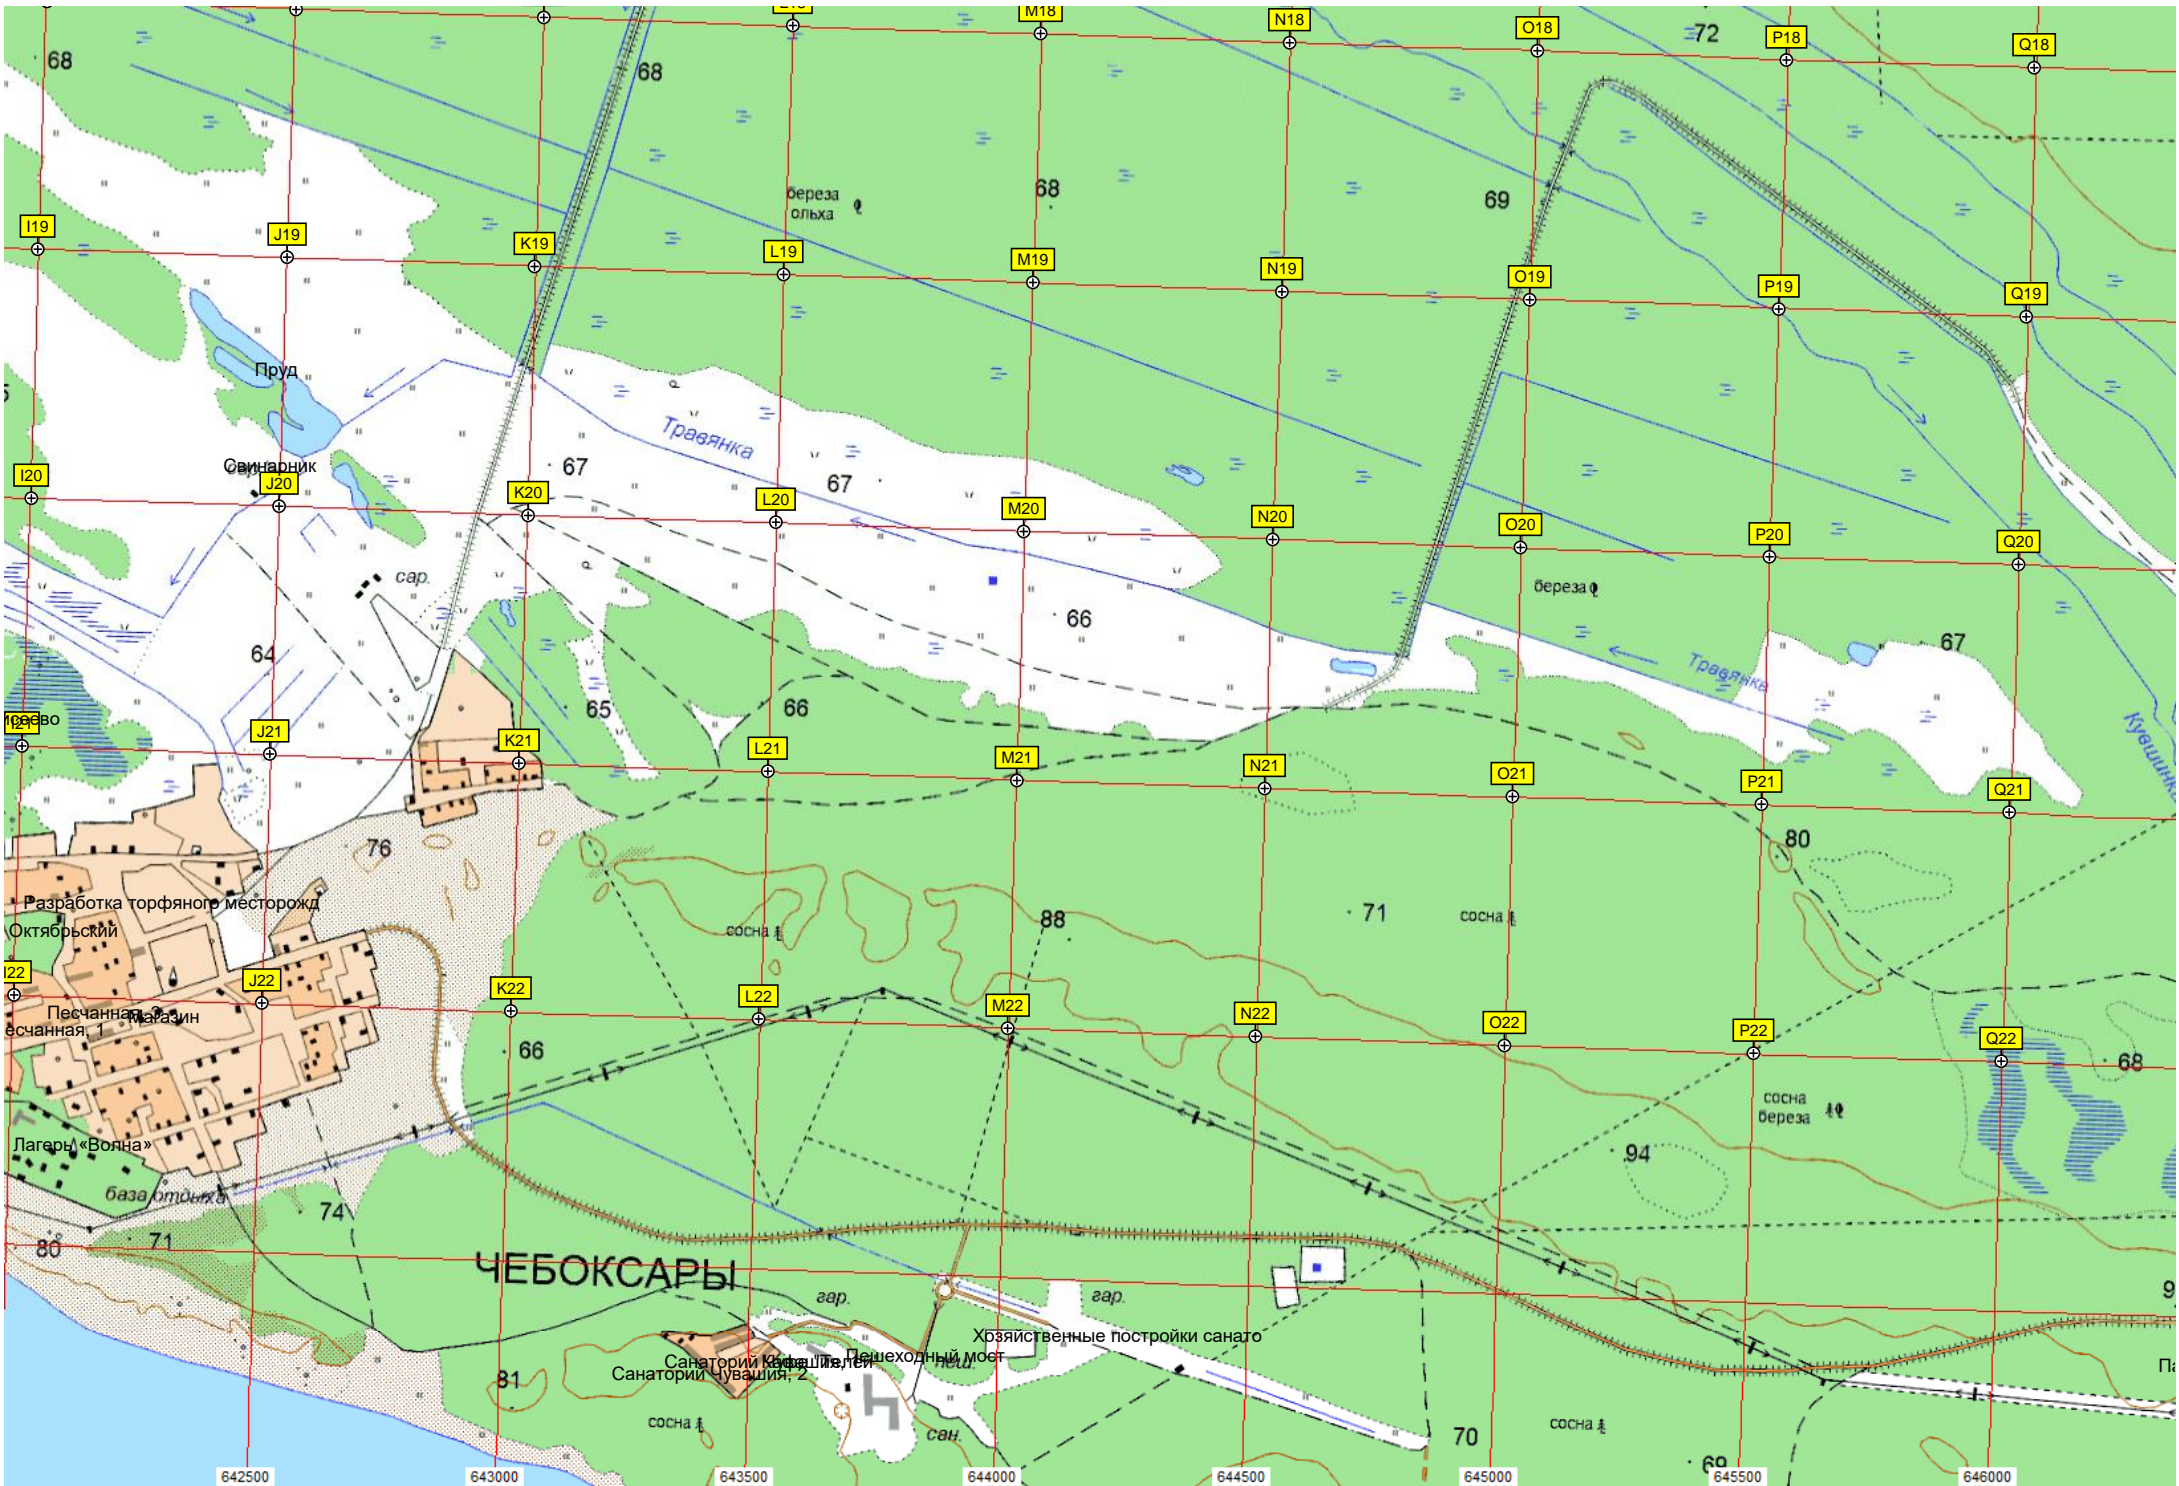 M18
N18
O18
P18
Q18
72
68
68
береза
ольха
68
69
I19
J19
K19
L19
M19
N19
O19
P19
Q19
Пруд
Травянка
67
67
Свинарник
I20
J20
K20
L20
M20
N20
O20
P20
Q20
сар.
береза
66
64
67
Травянка
65
66
J21
K21
L21
M21
N21
O21
P21
Q21
76
80
Разработка торфяного месторожд
Октябрьский
88
71
сосна
сосна
J22
K22
L22
M22
N22
O22
P22
Q22
Магазин
66
68
сосна
береза
94
Лагерь «Волна»
база отдыха
74
71
80
ЧЕБОКСАРЫ
гар.
гар.
Хозяйственные постройки санато
Пешеходный мост
Санаторий Чувашия, 2
81
сосна
сан.
70
сосна
69
642500
643000
643500
644000
644500
645000
645500
646000